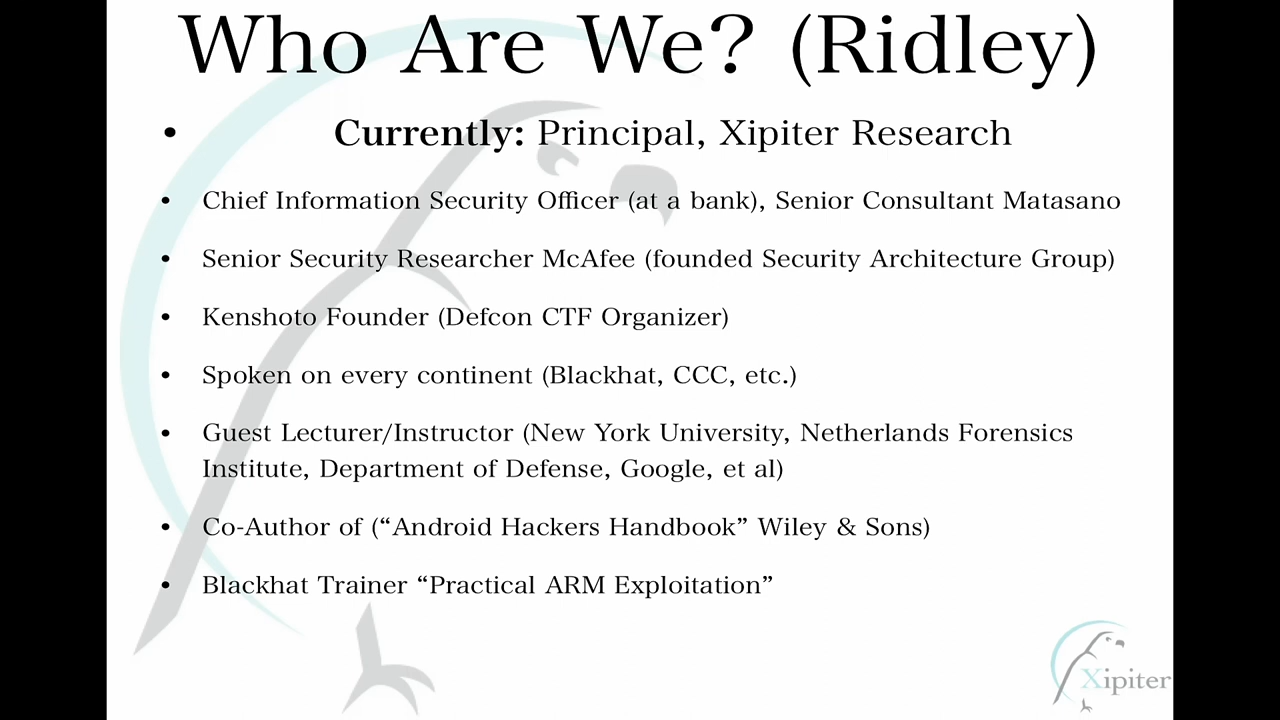 Who Are We? (Ridley)
• Currently: Principal, Xipiter Research
• Chief Information Security Officer (at a bank), Senior Consultant Matasano
• Senior Security Researcher McAfee (founded Security Architecture Group)
• Kenshoto Founder (Defcon CTF Organizer)
• Spoken on every continent (Blackhat, CCC, etc.)
• Guest Lecturer/Instructor (New York University, Netherlands Forensics
Institute, Department of Defense, Google, et al)
• Co-Author of (“Android Hackers Handbook” Wiley & Sons)
• Blackhat Trainer “Practical ARM Exploitation”
Xipiter